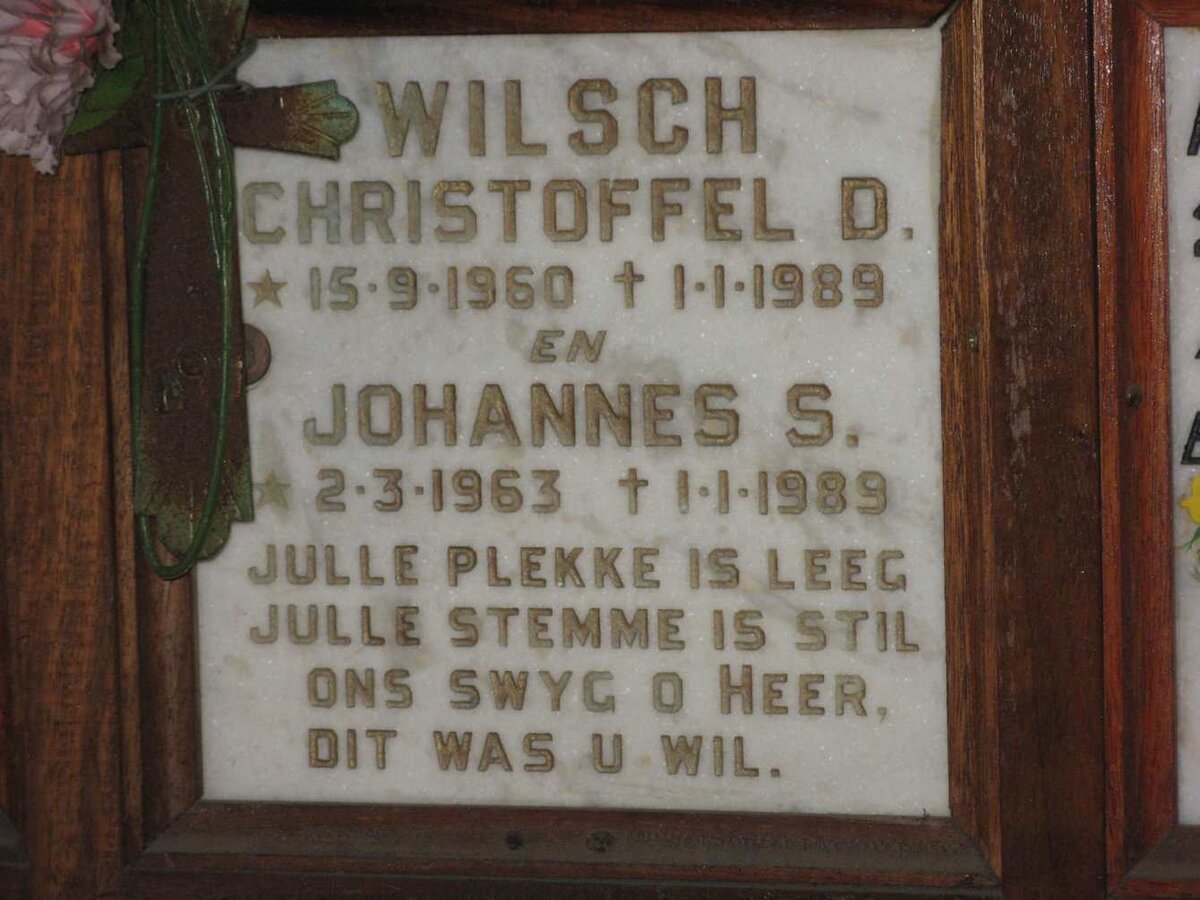 WILSCH
CHRISTOFFEL D.
★ 15·9·1960 † 1·1·1989
EN
JOHANNES S.
★ 2·3·1963 † 1·1·1989
JULLE PLEKKE IS LEEG
JULLE STEMME IS STIL
ONS SWYG O HEER,
DIT WAS U WIL.